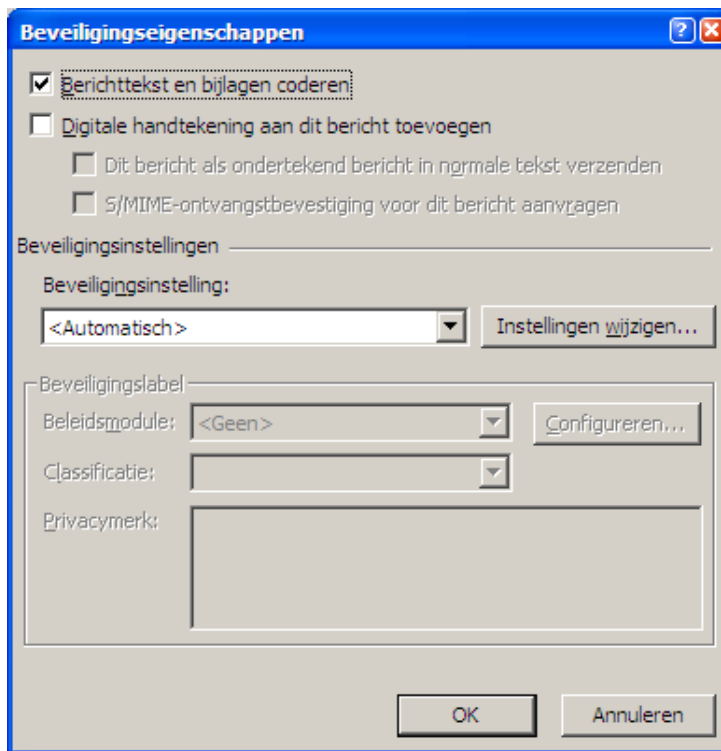 Beveiligingseigenschappen
Berichttekst en bijlagen coderen
Digitale handtekening aan dit bericht toevoegen
Dit bericht als ondertekend bericht in normale tekst verzenden
S/MIME-ontvangstbevestiging voor dit bericht aanvragen
Beveiligingsinstellingen
Beveiligingsinstelling:
<Automatisch> Instellingen wijzigen...
Beveiligingslabel
Beleidsmodule: <Geen> Configureren...
Classificatie:
Privacymerk:
OK Annuleren